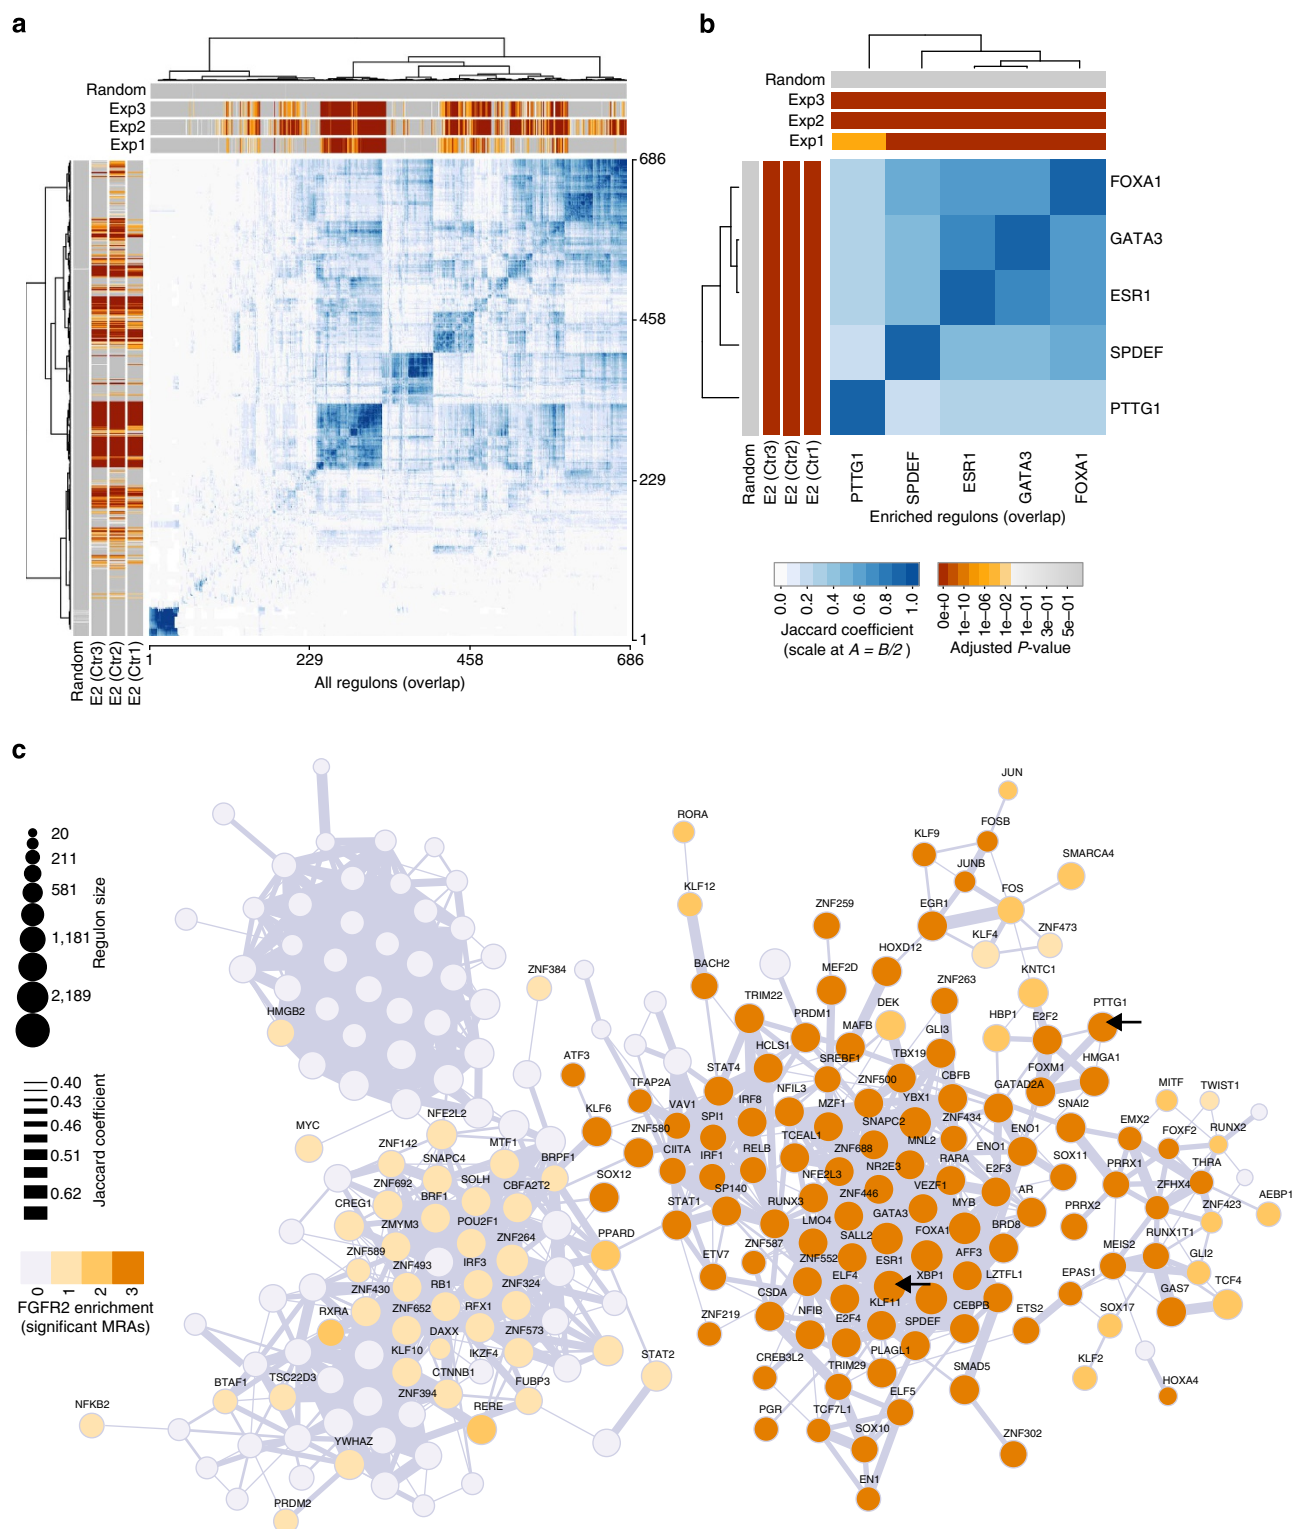 a
Random
Exp3
Exp2
Exp1
686
458
229
1
1
229
458
686
All regulons (overlap)
Random
E2 (Ctr3)
E2 (Ctr2)
E2 (Ctr1)
b
Random
Exp3
Exp2
Exp1
FOXA1
GATA3
ESR1
SPDEF
PTTG1
Random
E2 (Ctr3)
E2 (Ctr2)
E2 (Ctr1)
PTTG1
SPDEF
ESR1
GATA3
FOXA1
Enriched regulons (overlap)
0.0
0.2
0.4
0.6
0.8
1.0
Jaccard coefficient
(scale at A = B/2 )
0e+0
1e–10
1e–06
1e–02
1e–01
3e–01
5e–01
Adjusted P-value
c
20
211
581
1,181
2,189
Regulon size
0.40
0.43
0.46
0.51
0.62
Jaccard coefficient
0 1 2 3
FGFR2 enrichment
(significant MRAs)
JUN
RORA
FOSB
KLF9
SMARCA4
JUNB
KLF12
FOS
ZNF259
EGR1
ZNF473
KLF4
HOXD12
BACH2
MEF2D
ZNF384
KNTC1
ZNF263
PTTG1
TRIM22
DEK
HMGB2
PRDM1
HBP1
E2F2
MAFB
GLI3
HCLS1
TBX19
HMGA1
ATF3
SREBF1
FOXM1
STAT4
CBFB
ZNF500
NFIL3
GATAD2A
TFAP2A
MITF
TWIST1
YBX1
IRF8
VAV1
MZF1
KLF6
SPI1
SNAI2
NFE2L2
ZNF434
EMX2
SNAPC2
RUNX2
MYC
ZNF580
TCEAL1
MNL2
ENO1
ENO1
FOXF2
ZNF142
MTF1
ZNF688
CIITA
IRF1
RELB
RARA
BRPF1
SNAPC4
SOX12
NR2E3
E2F3
SOX11
PRRX1
THRA
ZNF692
SOLH
CBFA2T2
NFE2L3
SP140
VEZF1
ZFHX4
CREG1
BRF1
STAT1
RUNX3
ZNF446
MYB
AR
PRRX2
ZNF423
AEBP1
ZMYM3
POU2F1
LMO4
GATA3
PPARD
FOXA1
BRD8
RUNX1T1
ZNF264
SALL2
ZNF589
ZNF587
MEIS2
ETV7
ZNF552
ESR1
AFF3
GLI2
ZNF493
IRF3
RB1
ZNF324
ELF4
XBP1
LZTFL1
EPAS1
ZNF430
TCF4
GAS7
CSDA
RXRA
ZNF652
RFX1
NFIB
KLF11
CEBPB
ETS2
SOX17
ZNF219
E2F4
SPDEF
DAXX
ZNF573
KLF10
IKZF4
STAT2
CREB3L2
PLAGL1
KLF2
TRIM29
SMAD5
BTAF1
TSC22D3
CTNNB1
FUBP3
HOXA4
ZNF394
ELF5
NFKB2
RERE
PGR
TCF7L1
ZNF302
YWHAZ
SOX10
EN1
PRDM2